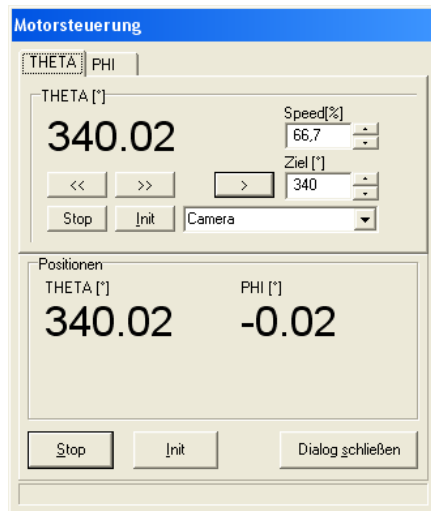 Motorsteuerung
THETA PHI
THETA [°]
340.02
Speed[%]
66,7
Ziel [°]
<< >> > 340
Stop Init Camera
Positionen
THETA [°] PHI [°]
340.02 -0.02
Stop Init Dialog schließen